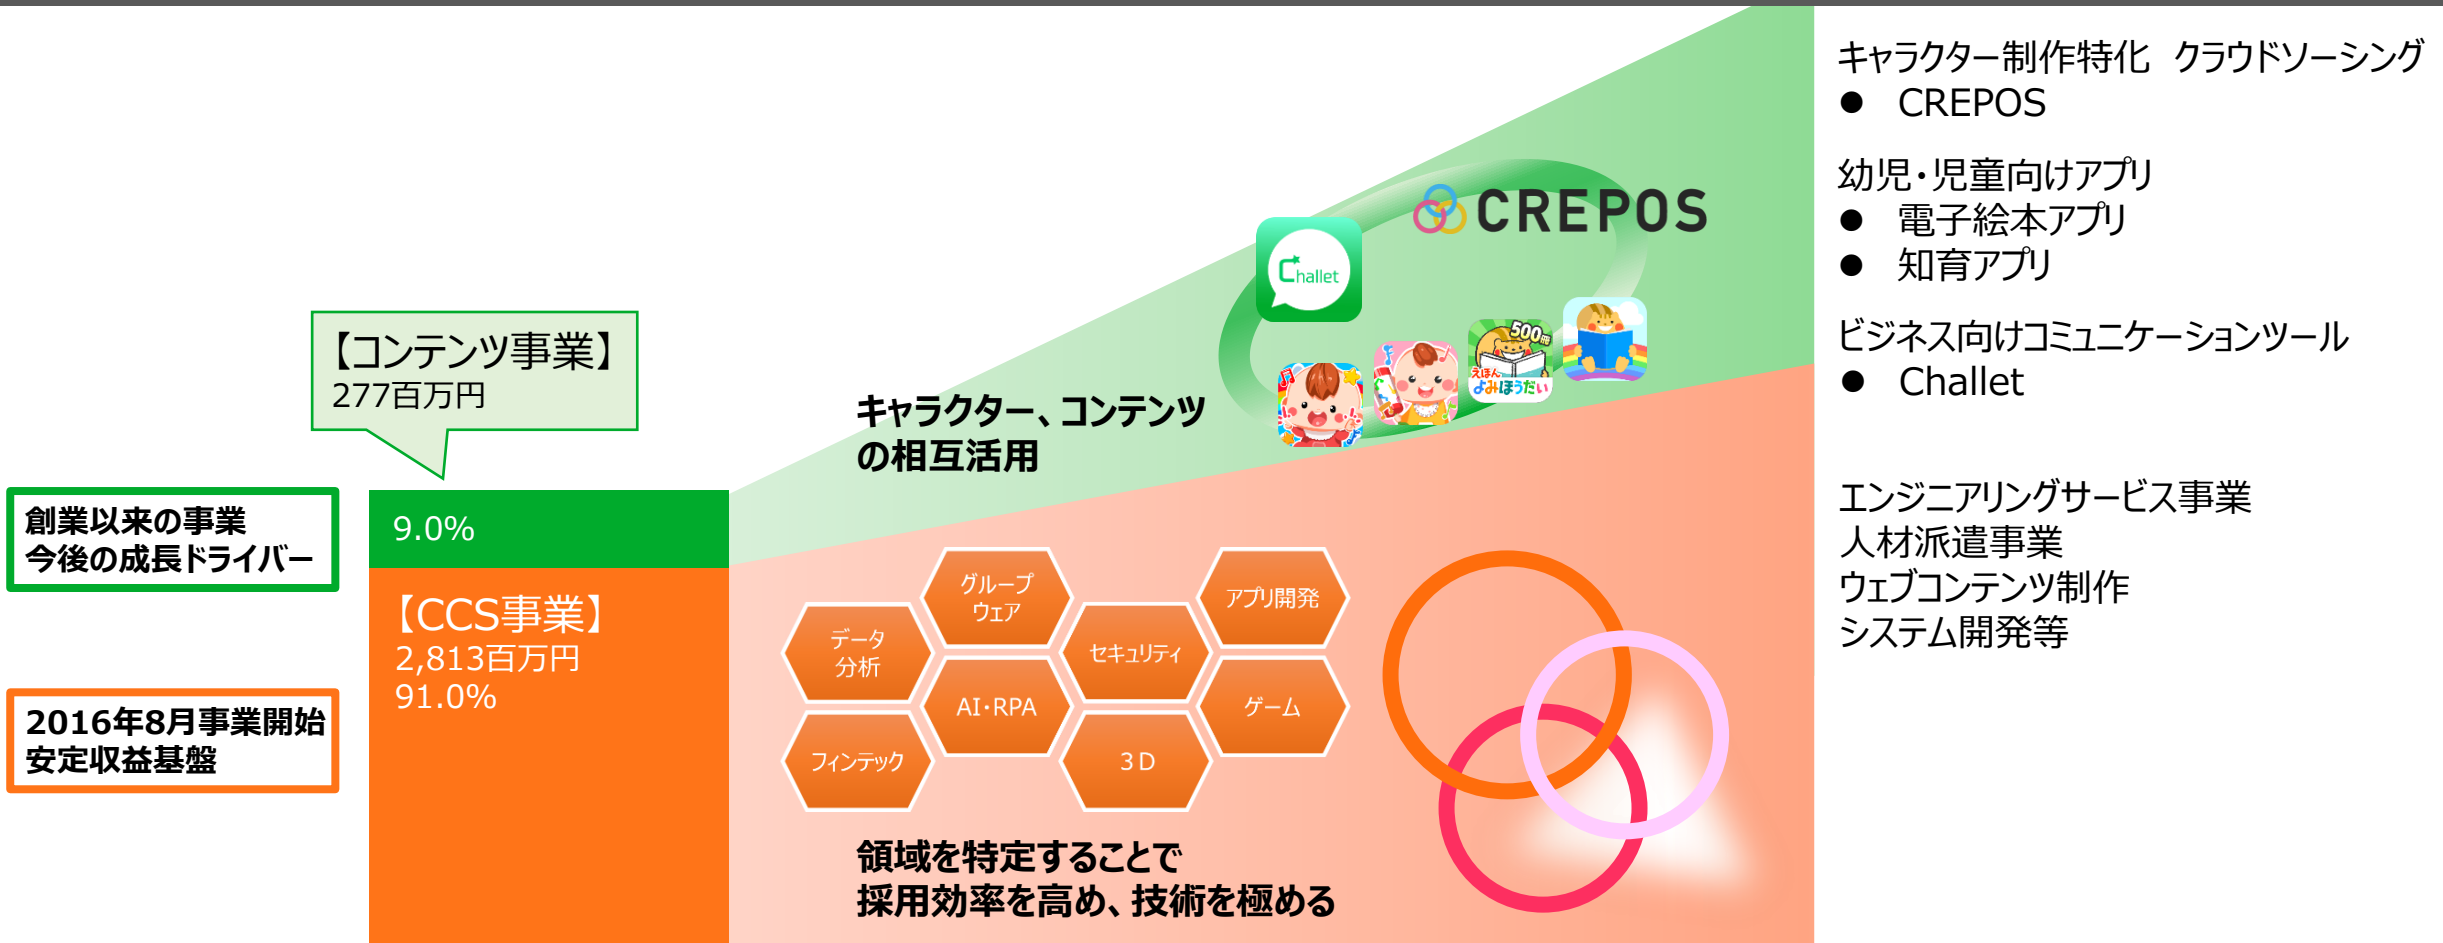 創業以来の事業
今後の成長ドライバー
2016年8月事業開始
安定収益基盤
【コンテンツ事業】
277百万円
9.0%
【CCS事業】
2,813百万円
91.0%
キャラクター、コンテンツ
の相互活用
Challet
CREPOS
500冊
えほん
よみほうだい
データ
分析
グループ
ウェア
セキュリティ
アプリ開発
フィンテック
AI・RPA
3D
ゲーム
領域を特定することで
採用効率を高め、技術を極める
キャラクター制作特化 クラウドソーシング
● CREPOS
幼児・児童向けアプリ
● 電子絵本アプリ
● 知育アプリ
ビジネス向けコミュニケーションツール
● Challet
エンジニアリングサービス事業
人材派遣事業
ウェブコンテンツ制作
システム開発等